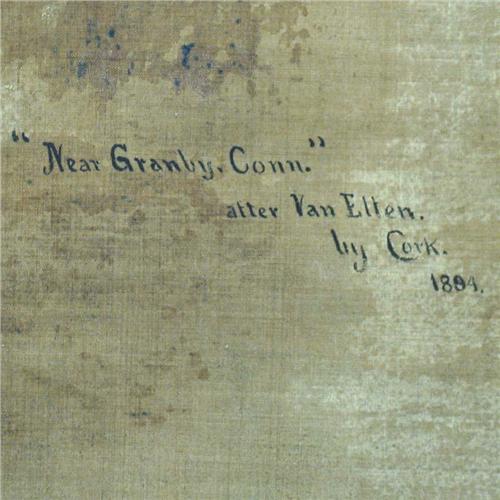 "Near Granby, Conn."
after Van Elten.
by Cork.
1894.